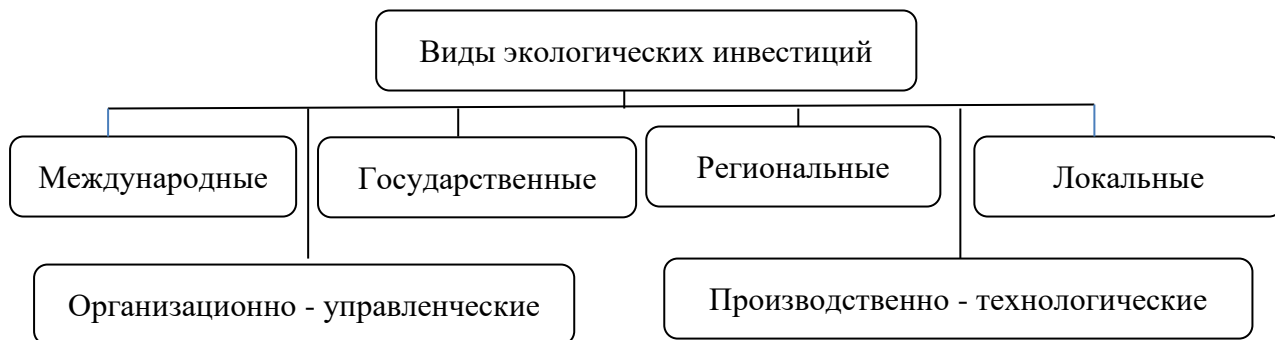 Виды экологических инвестиций
Международные
Государственные
Региональные
Локальные
Организационно - управленческие
Производственно - технологические